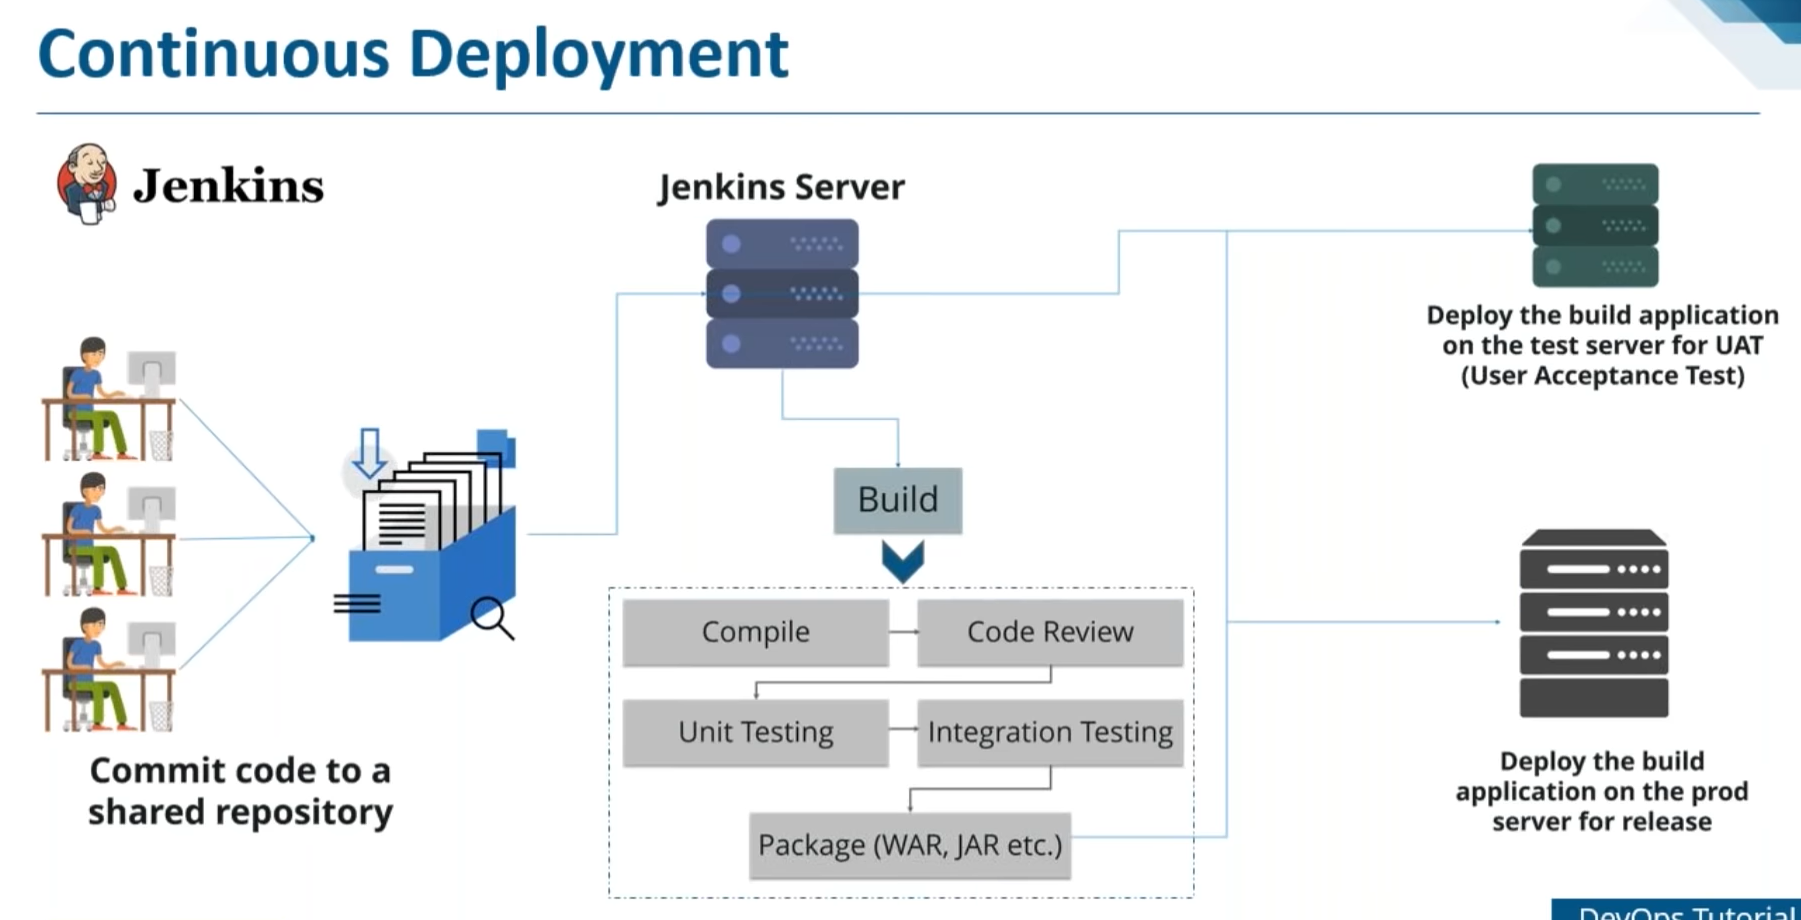 Continuous Deployment
Jenkins
Jenkins Server
Deploy the build application
on the test server for UAT
(User Acceptance Test)
Build
Compile
Code Review
Unit Testing
Integration Testing
Package (WAR, JAR etc.)
Commit code to a
shared repository
Deploy the build
application on the prod
server for release
DevOps Tutorial